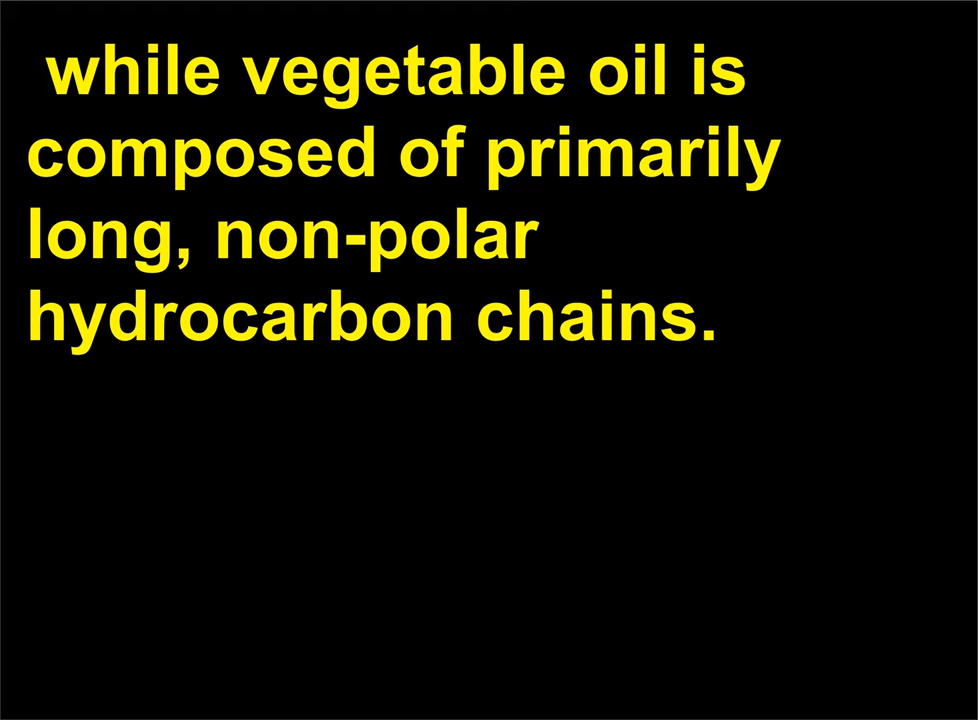 while vegetable oil is
composed of primarily
long, non-polar
hydrocarbon chains.